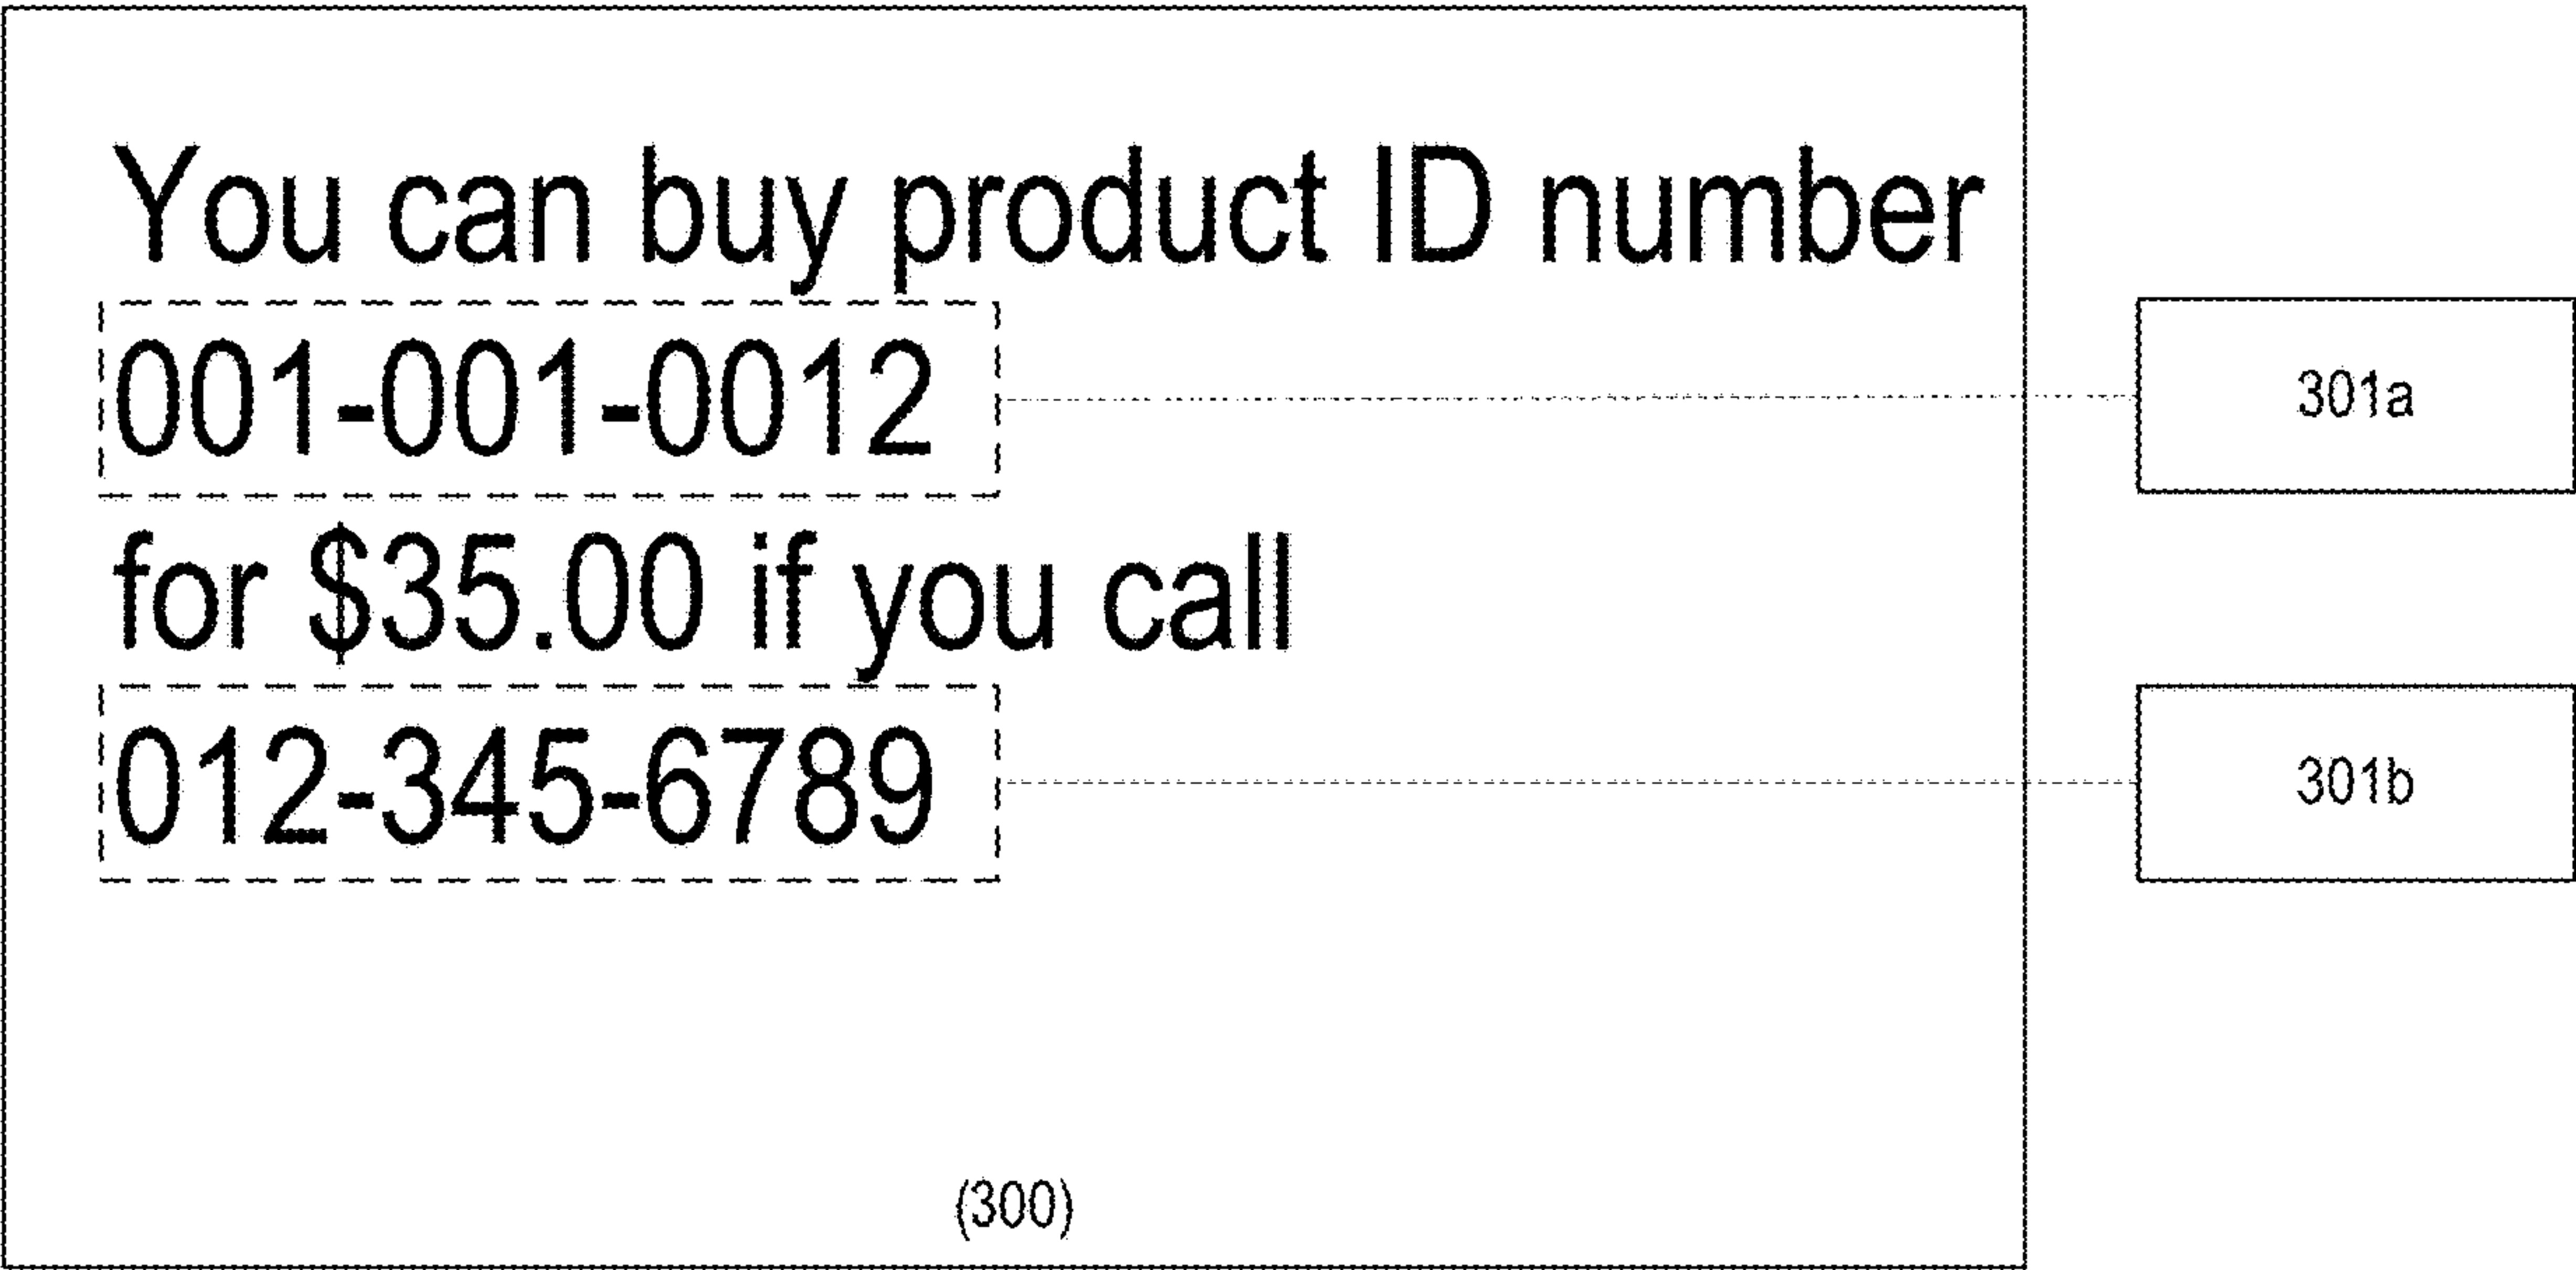 You can buy product ID number
001-001-0012
301a
for $35.00 if you call
012-345-6789
301b
(300)